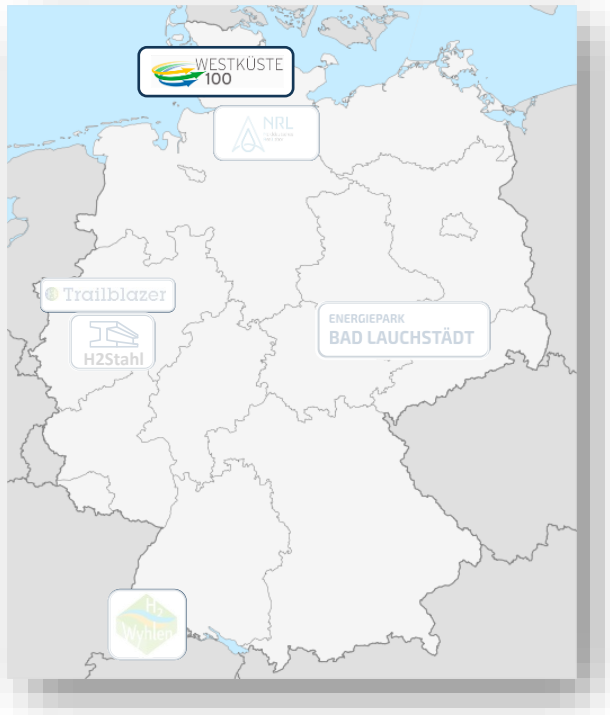 WESTKÜSTE
100
NRL
Trailblazer
H2Stahl
ENERGIEPARK
BAD LAUCHSTÄDT
H2
Wyhlen